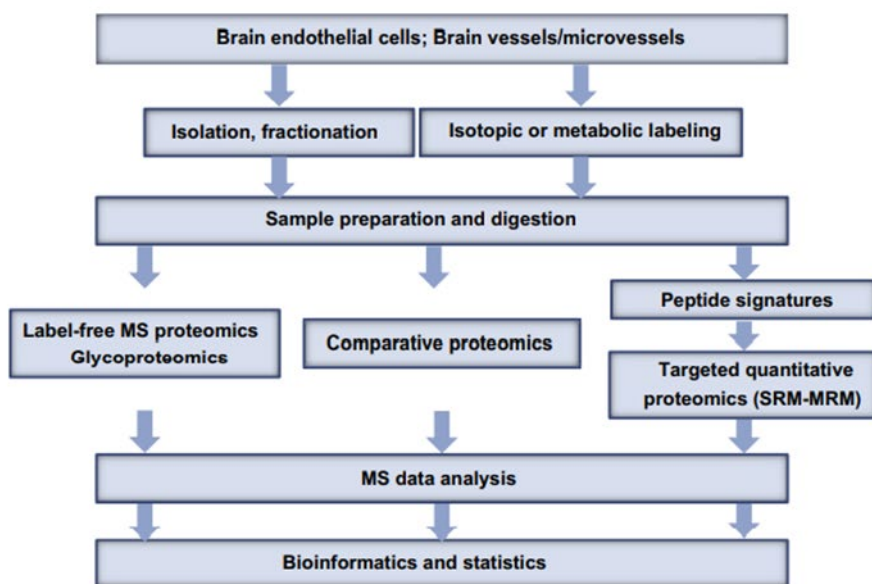 Brain endothelial cells; Brain vessels/microvessels
Isolation, fractionation
Isotopic or metabolic labeling
Sample preparation and digestion
Label-free MS proteomics
Glycoproteomics
Comparative proteomics
Peptide signatures
Targeted quantitative
proteomics (SRM-MRM)
MS data analysis
Bioinformatics and statistics